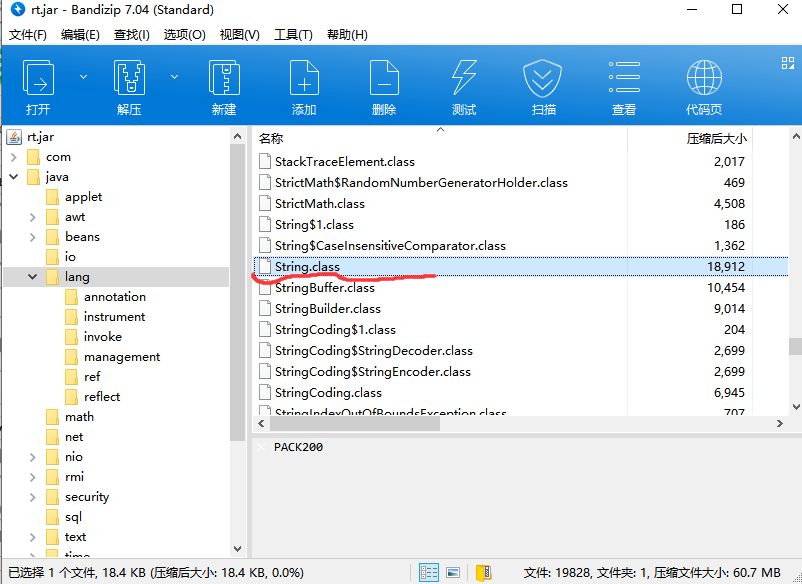 rt.jar - Bandizip 7.04 (Standard)
文件(F) 编辑(E) 查找(I) 选项(O) 视图(V) 工具(T) 帮助(H)
打开 解压 新建 添加 删除 测试 扫描 查看 代码页
rt.jar
com
java
applet
awt
beans
io
lang
annotation
instrument
invoke
management
ref
reflect
math
net
nio
rmi
security
sql
text
time
名称 压缩后大小
StackTraceElement.class 2,017
StrictMath$RandomNumberGeneratorHolder.class 469
StrictMath.class 4,508
String$1.class 186
String$CaseInsensitiveComparator.class 1,362
String.class 18,912
StringBuffer.class 10,454
StringBuilder.class 9,014
StringCoding$1.class 204
StringCoding$StringDecoder.class 2,699
StringCoding$StringEncoder.class 2,699
StringCoding.class 6,945
StringIndexOutOfBoundsException.class 707
PACK200
已选择 1 个文件, 18.4 KB (压缩后大小: 18.4 KB, 0.0%) 文件: 19828, 文件夹: 1, 压缩文件大小: 60.7 MB